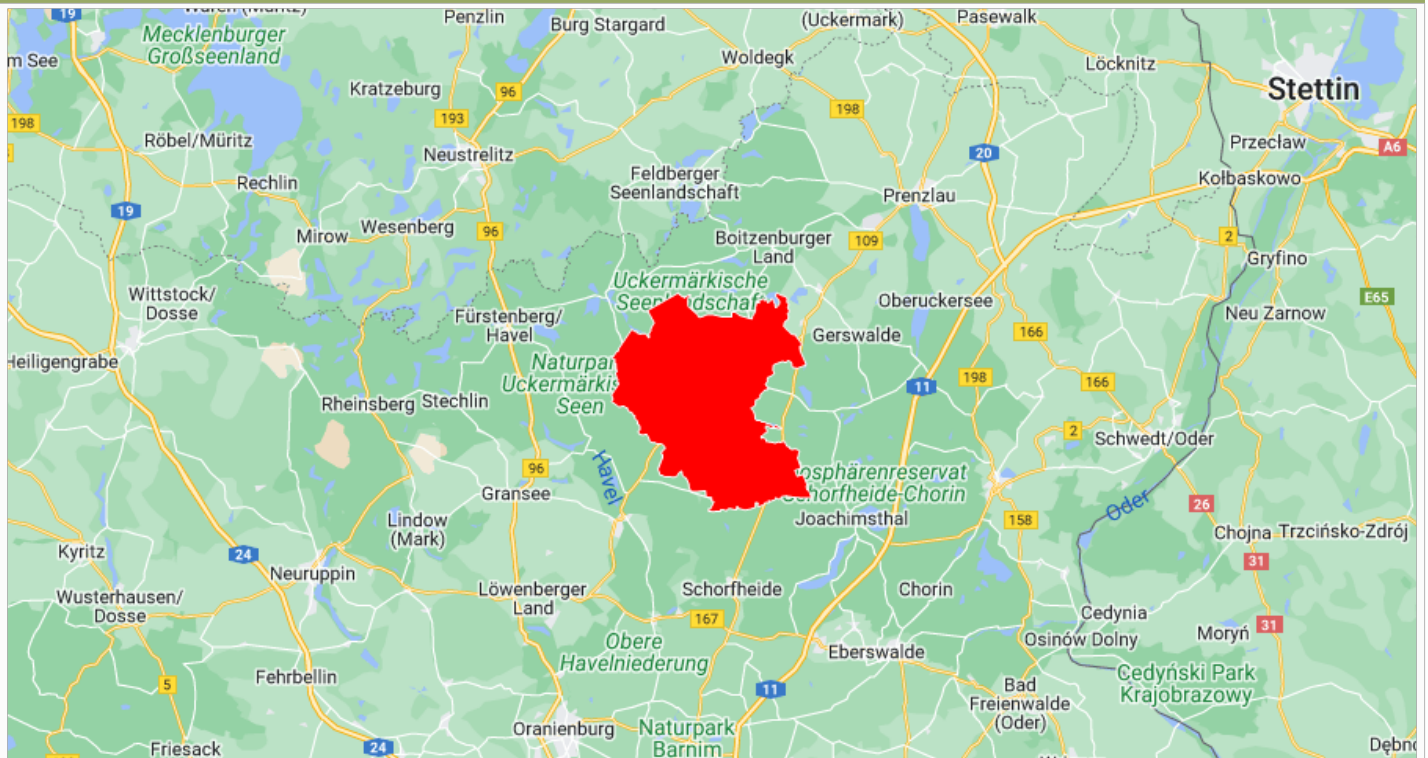 19
Waren (Müritz)
Penzlin
Burg Stargard
(Uckermark)
Pasewalk
Mecklenburger
Großseenland
m See
Woldegk
Löcknitz
Stettin
Kratzeburg
96
198
193
198
Röbel/Müritz
Neustrelitz
20
Przecław
A6
Feldberger
Seenlandschaft
Kołbaskowo
Rechlin
Prenzlau
19
Mirow
Wesenberg
96
Boitzenburger
Land
109
2
Gryfino
Uckermärkische
Wittstock/
Dosse
Oberuckersee
E65
Neu Zarnow
Fürstenberg/
Havel
Gerswalde
166
Heiligengrabe
Uckermärkis
Seen
11
198
166
Rheinsberg
Stechlin
2
Schwedt/Oder
Havel
96
Gransee
Schorfheide-Chorin
Oder
26
Lindow
(Mark)
Joachimsthal
158
Chojna
Trzcińsko-Zdrój
Kyritz
24
31
Neuruppin
Wusterhausen/
Dosse
Löwenberger
Land
Schorfheide
Chorin
167
Cedynia
31
Moryń
Osinów Dolny
Obere
Havelniederung
Eberswalde
Fehrbellin
5
11
Bad
Freienwalde
(Oder)
Cedyński Park
Krajobrazowy
Oranienburg
Naturpark
Barnim
24
Friesack